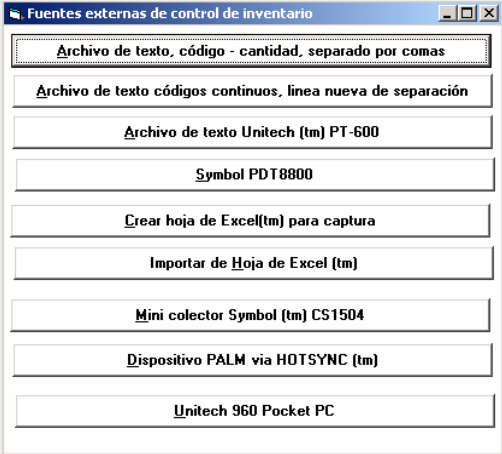 Fuentes externas de control de inventario
Archivo de texto, código - cantidad, separado por comas
Archivo de texto códigos continuos, linea nueva de separación
Archivo de texto Unitech (tm) PT-600
Symbol PDT8800
Crear hoja de Excel(tm) para captura
Importar de Hoja de Excel (tm)
Mini colector Symbol (tm) CS1504
Dispositivo PALM via HOTSYNC (tm)
Unitech 960 Pocket PC